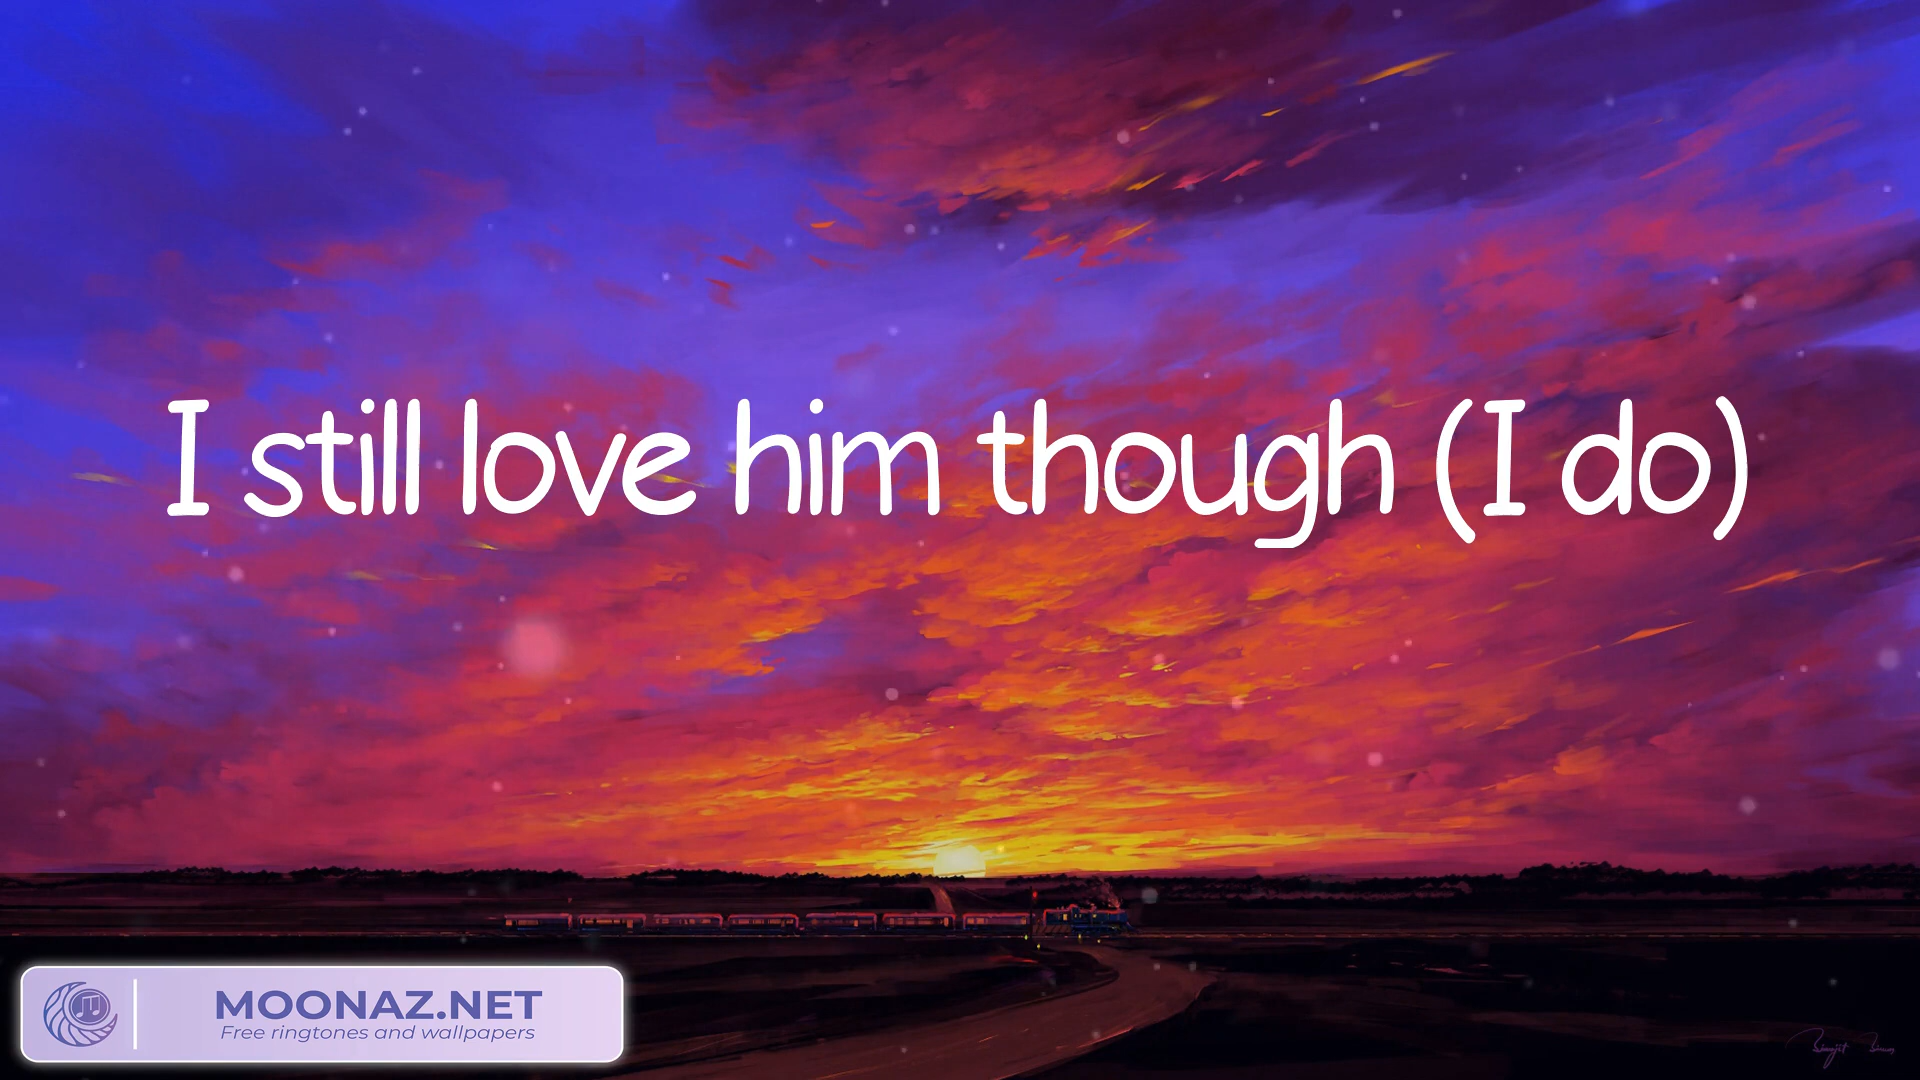 I still love him though (I do)
MOONAZ.NET
Free ringtones and wallpapers